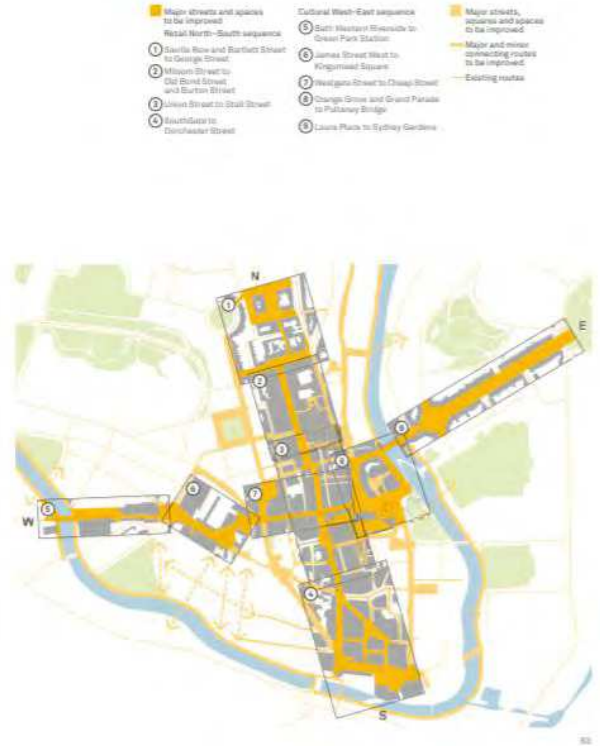 Major streets and spaces
to be improved
Retail North–South sequence
1 Saville Row and Bartlett Street
to George Street
2 Milsom Street to
Old Bond Street
and Burton Street
3 Union Street to Stall Street
4 SouthGate to
Dorchester Street
Cultural West–East sequence
5 Bath Western Riverside to
Green Park Station
6 James Street West to
Kingsmead Square
7 Westgate Street to Cheap Street
8 Orange Grove and Grand Parade
to Pulteney Bridge
9 Laura Place to Sydney Gardens
Major streets,
squares and spaces
to be improved
Major and minor
connecting routes
to be improved
Existing routes
N
1
E
2
9
3
8
6
7
5
W
4
S